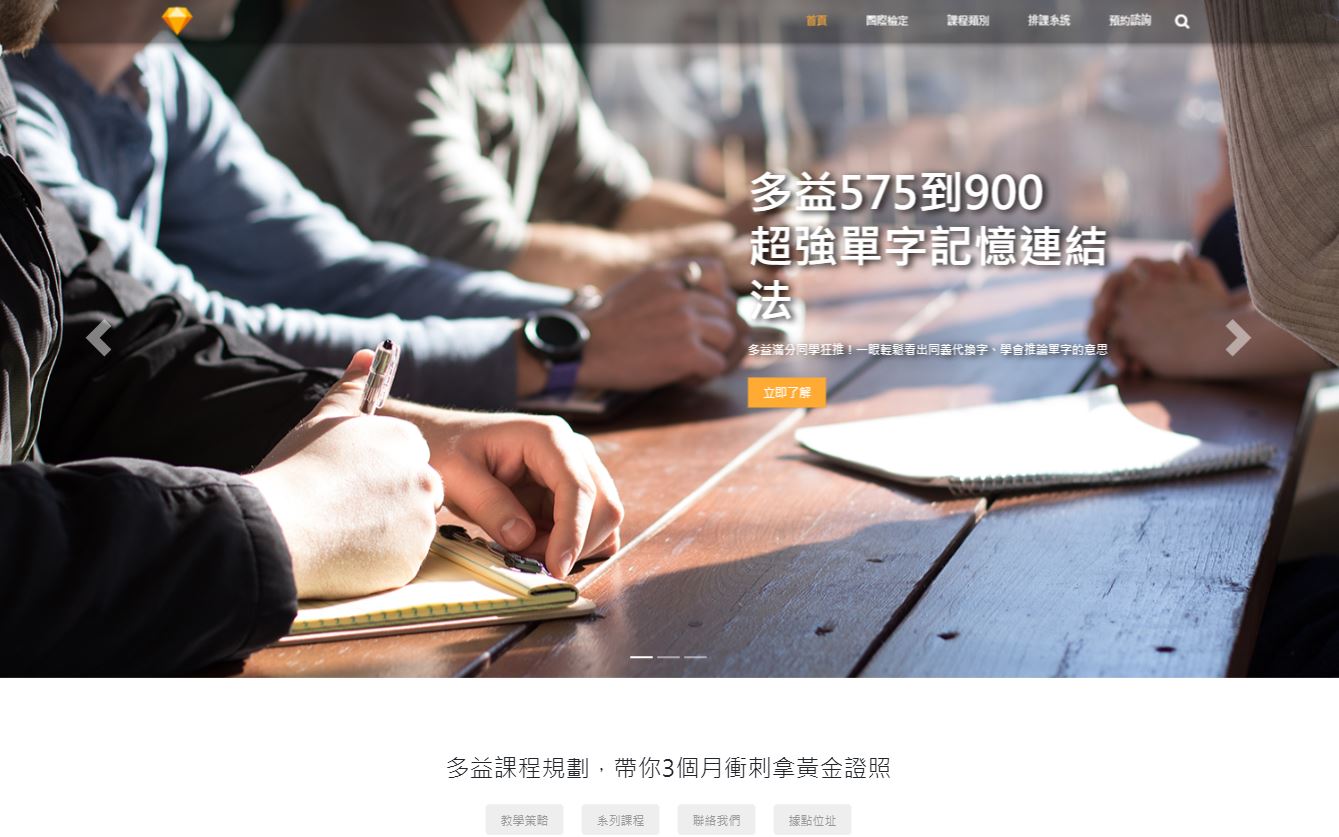 首頁 國際檢定 課程類別 排課系統 預約諮詢
多益575到900
超強單字記憶連結
法
多益滿分同學狂推！一眼輕鬆看出同義代換字、學會推論單字的意思
立即了解
多益課程規劃，帶你3個月衝刺拿黃金證照
教學策略 系列課程 聯絡我們 據點位址